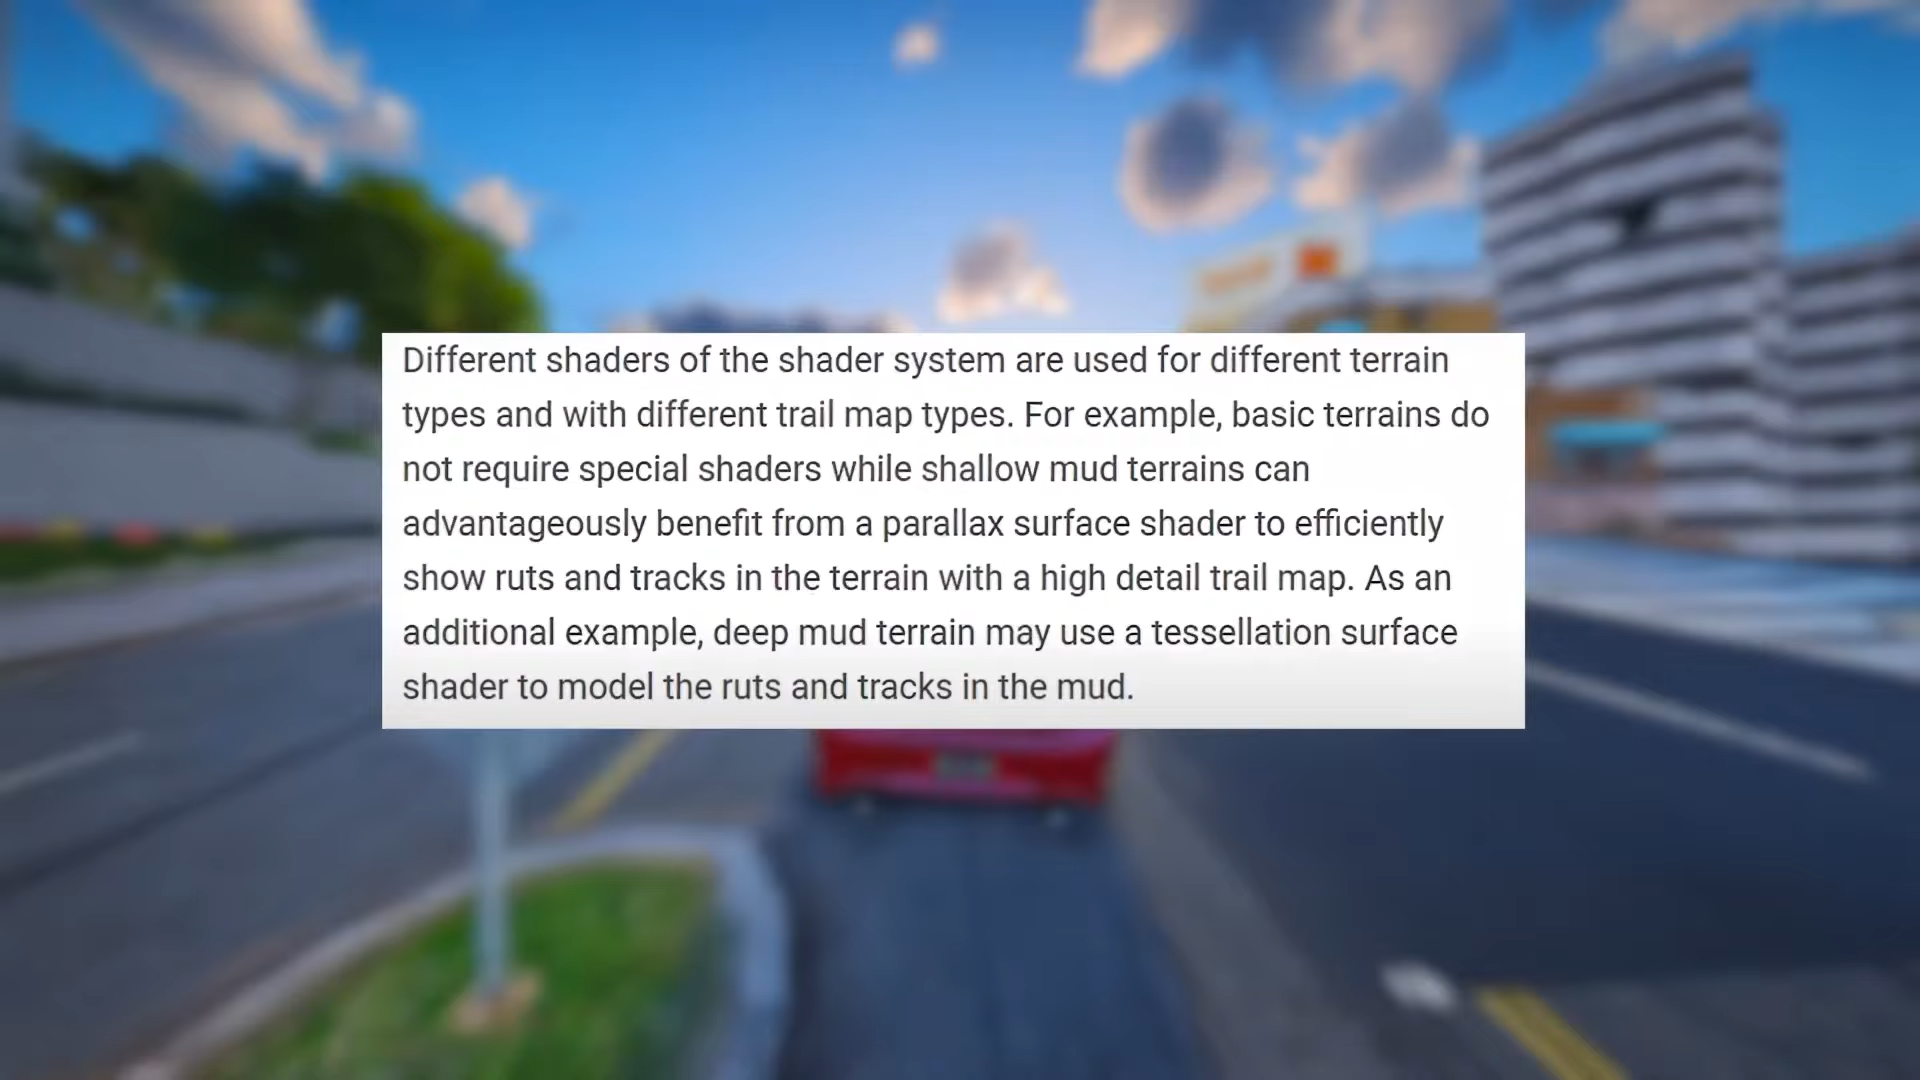 Different shaders of the shader system are used for different terrain
types and with different trail map types. For example, basic terrains do
not require special shaders while shallow mud terrains can
advantageously benefit from a parallax surface shader to efficiently
show ruts and tracks in the terrain with a high detail trail map. As an
additional example, deep mud terrain may use a tessellation surface
shader to model the ruts and tracks in the mud.